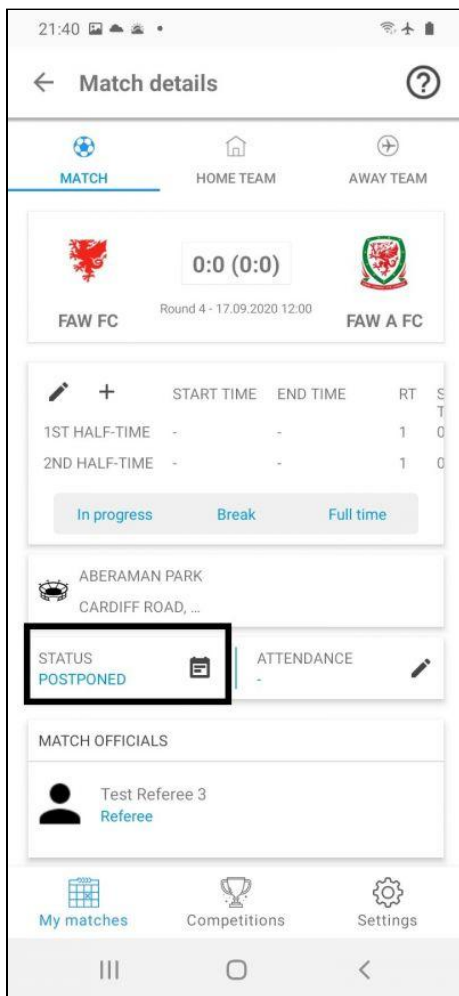 21:40
Match details
MATCH HOME TEAM AWAY TEAM
0:0 (0:0)
Round 4 - 17.09.2020 12:00
FAW FC FAW A FC
START TIME END TIME RT S
T
1ST HALF-TIME - - 1 0
2ND HALF-TIME - - 1 0
In progress Break Full time
ABERAMAN PARK
CARDIFF ROAD, ...
STATUS ATTENDANCE
POSTPONED -
MATCH OFFICIALS
Test Referee 3
Referee
My matches Competitions Settings